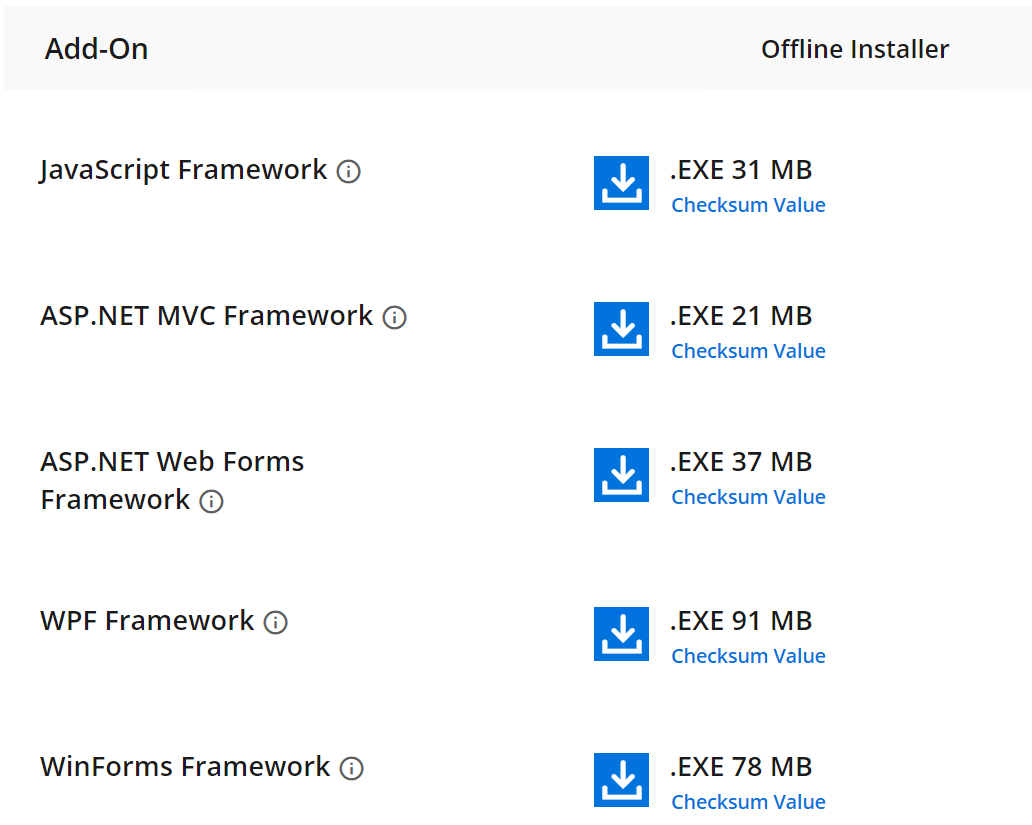 Add-On Offline Installer
JavaScript Framework .EXE 31 MB
Checksum Value
ASP.NET MVC Framework .EXE 21 MB
Checksum Value
ASP.NET Web Forms .EXE 37 MB
Framework Checksum Value
WPF Framework .EXE 91 MB
Checksum Value
WinForms Framework .EXE 78 MB
Checksum Value